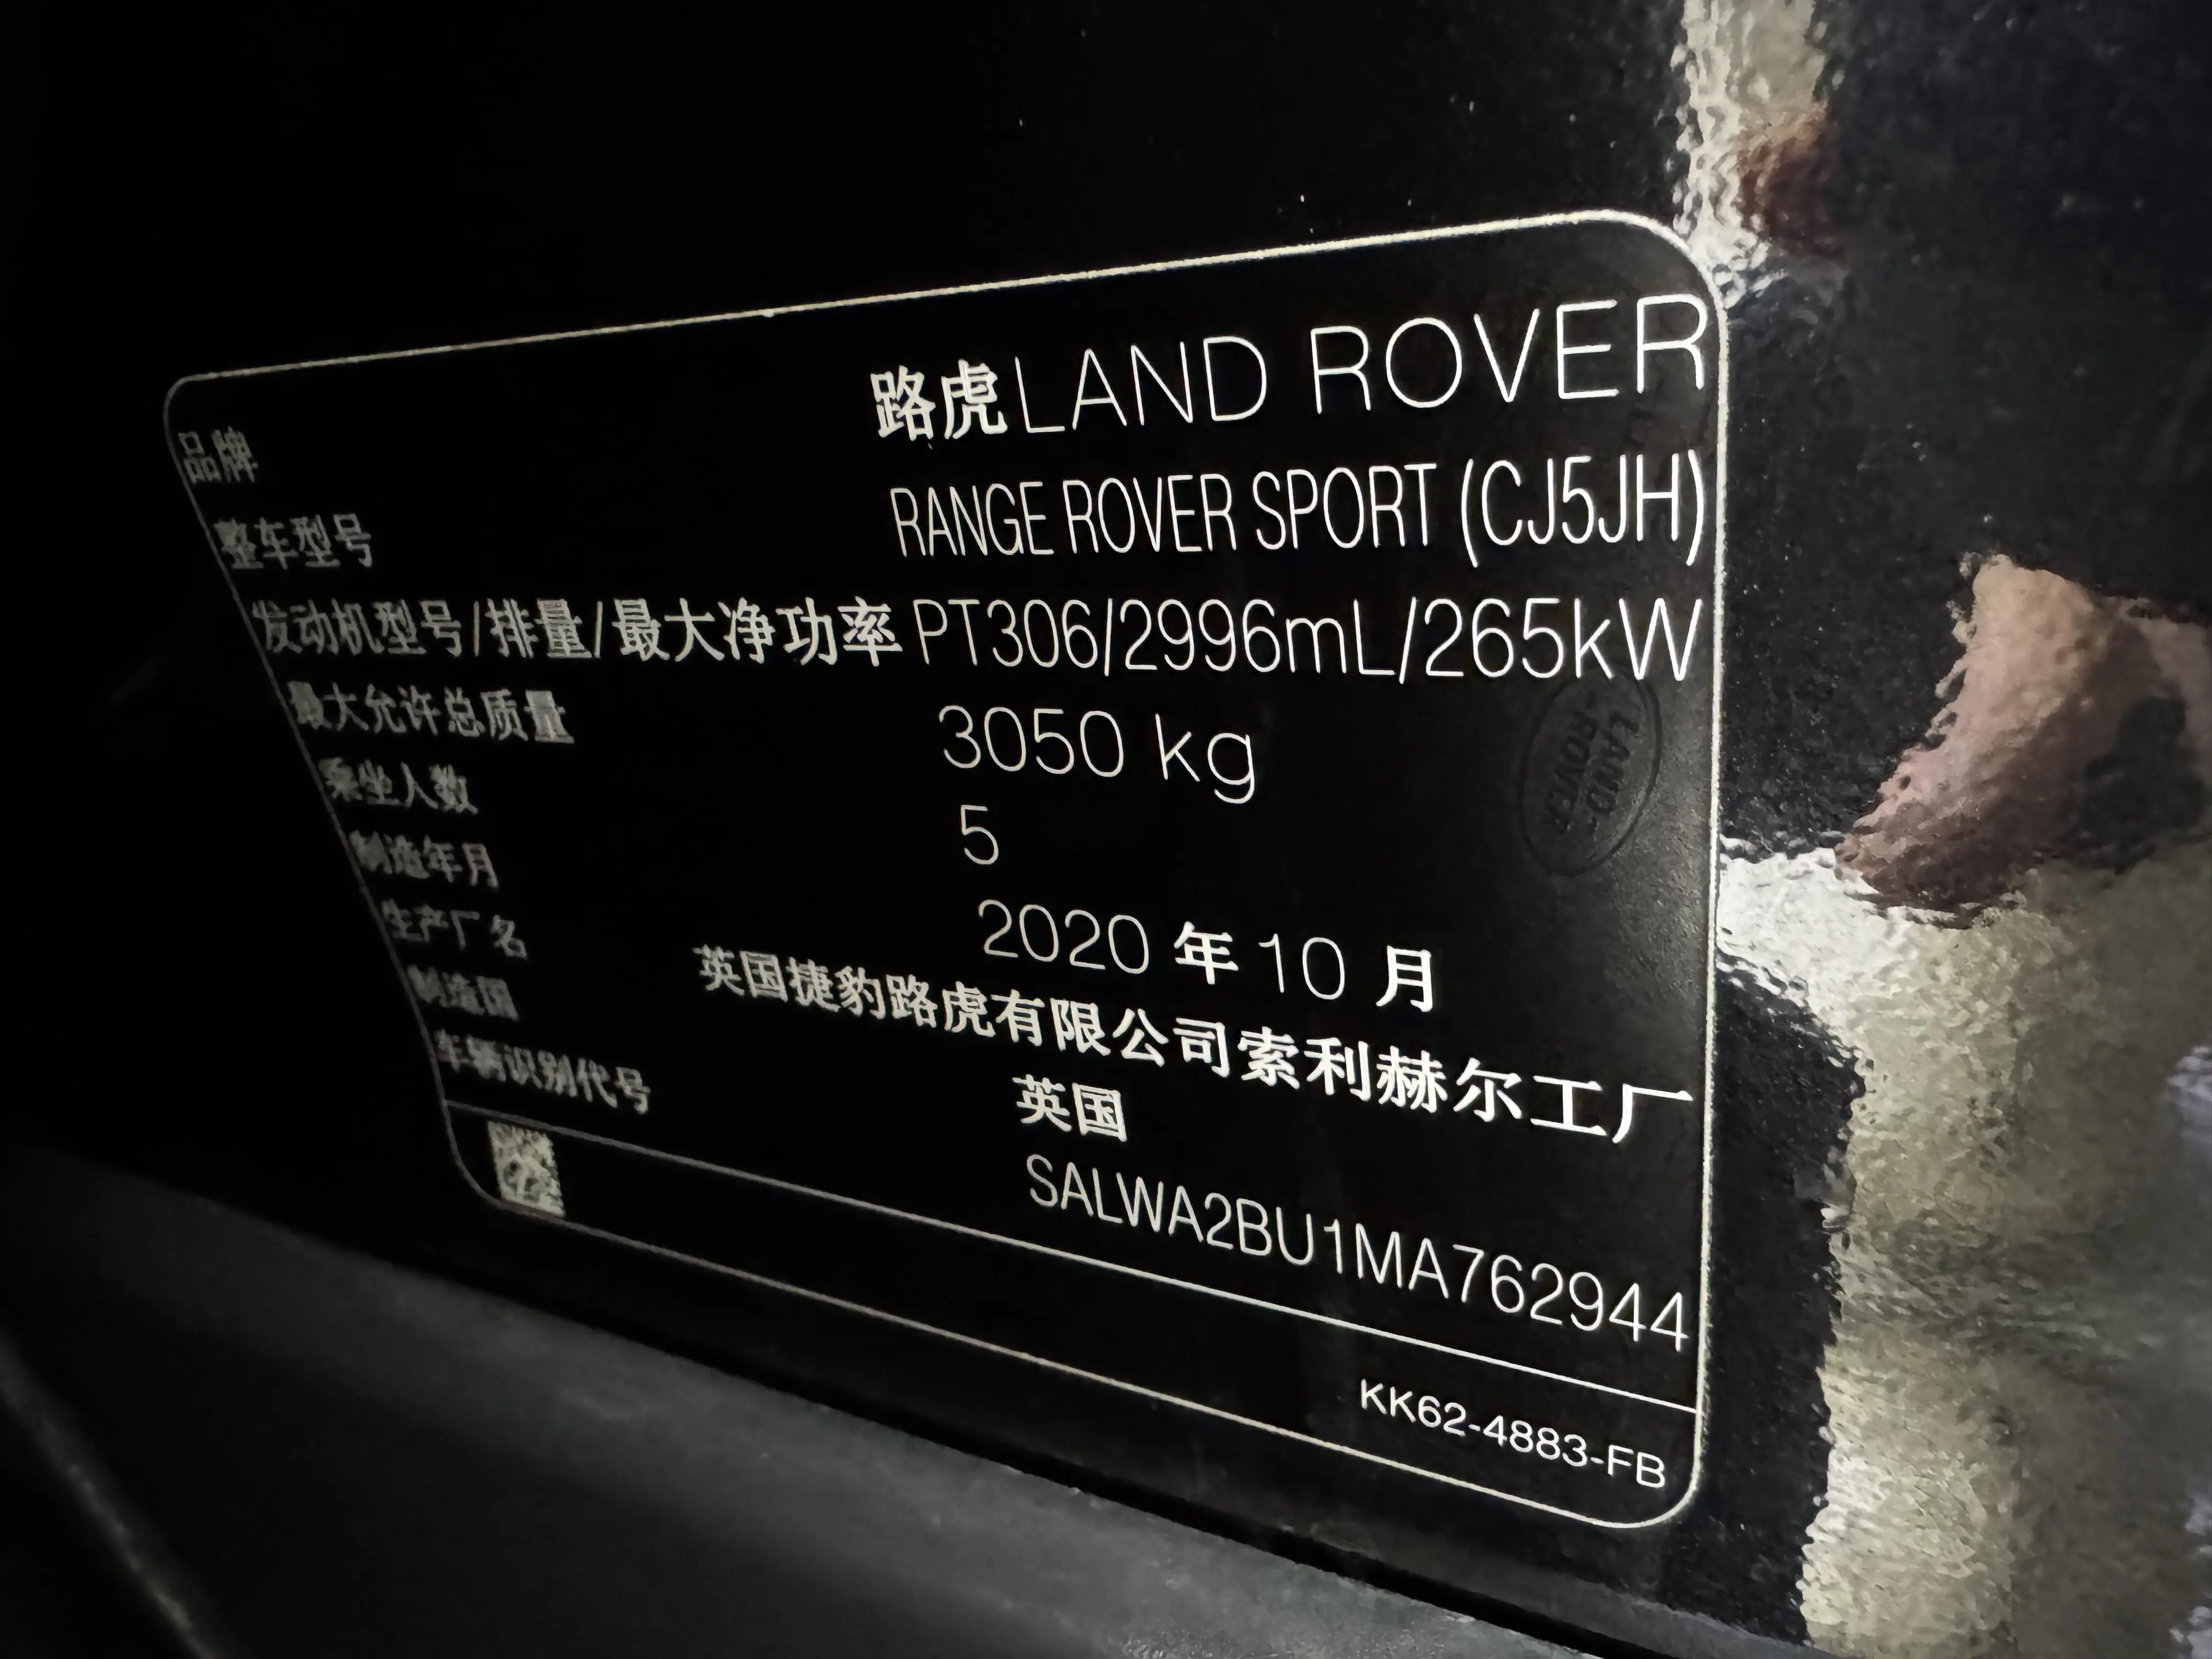 品牌 路虎LAND ROVER
整车型号 RANGE ROVER SPORT (CJ5JH)
发动机型号/排量/最大净功率 PT306/2996mL/265kW
最大允许总质量 3050 kg
乘坐人数 5
制造年月 2020 年 10 月
生产厂名 英国捷豹路虎有限公司索利赫尔工厂
制造国 英国
车辆识别代号 SALWA2BU1MA762944
KK62-4883-FB
LAND
ROVER